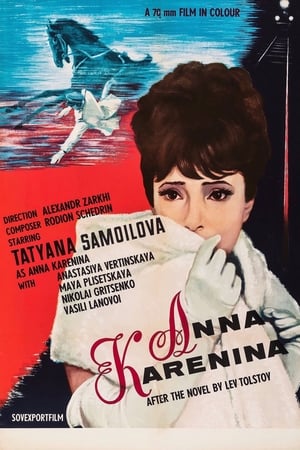 A 70 mm FILM IN COLOUR
DIRECTION ALEXANDR ZARKHI
COMPOSER RODION SCHEDRIN
STARRING
TATYANA SAMOILOVA
AS ANNA KARENINA
WITH ANASTASIYA VERTINSKAYA
MAYA PLISETSKAYA
NIKOLAI GRITSENKO
VASILI LANOVOI
ANNA
KARENINA
AFTER THE NOVEL BY LEV TOLSTOY
SOVEXPORTFILM